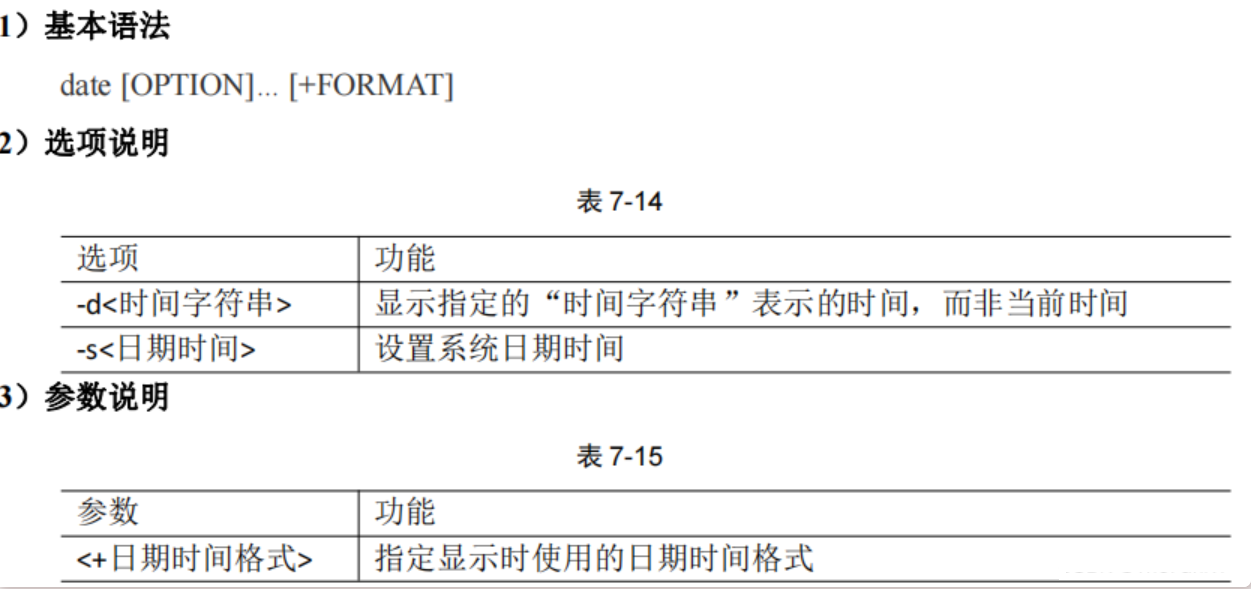 1）基本语法
date [OPTION]... [+FORMAT]
2）选项说明
表 7-14
选项 功能
-d<时间字符串> 显示指定的“时间字符串”表示的时间，而非当前时间
-s<日期时间> 设置系统日期时间
3）参数说明
表 7-15
参数 功能
<+日期时间格式> 指定显示时使用的日期时间格式